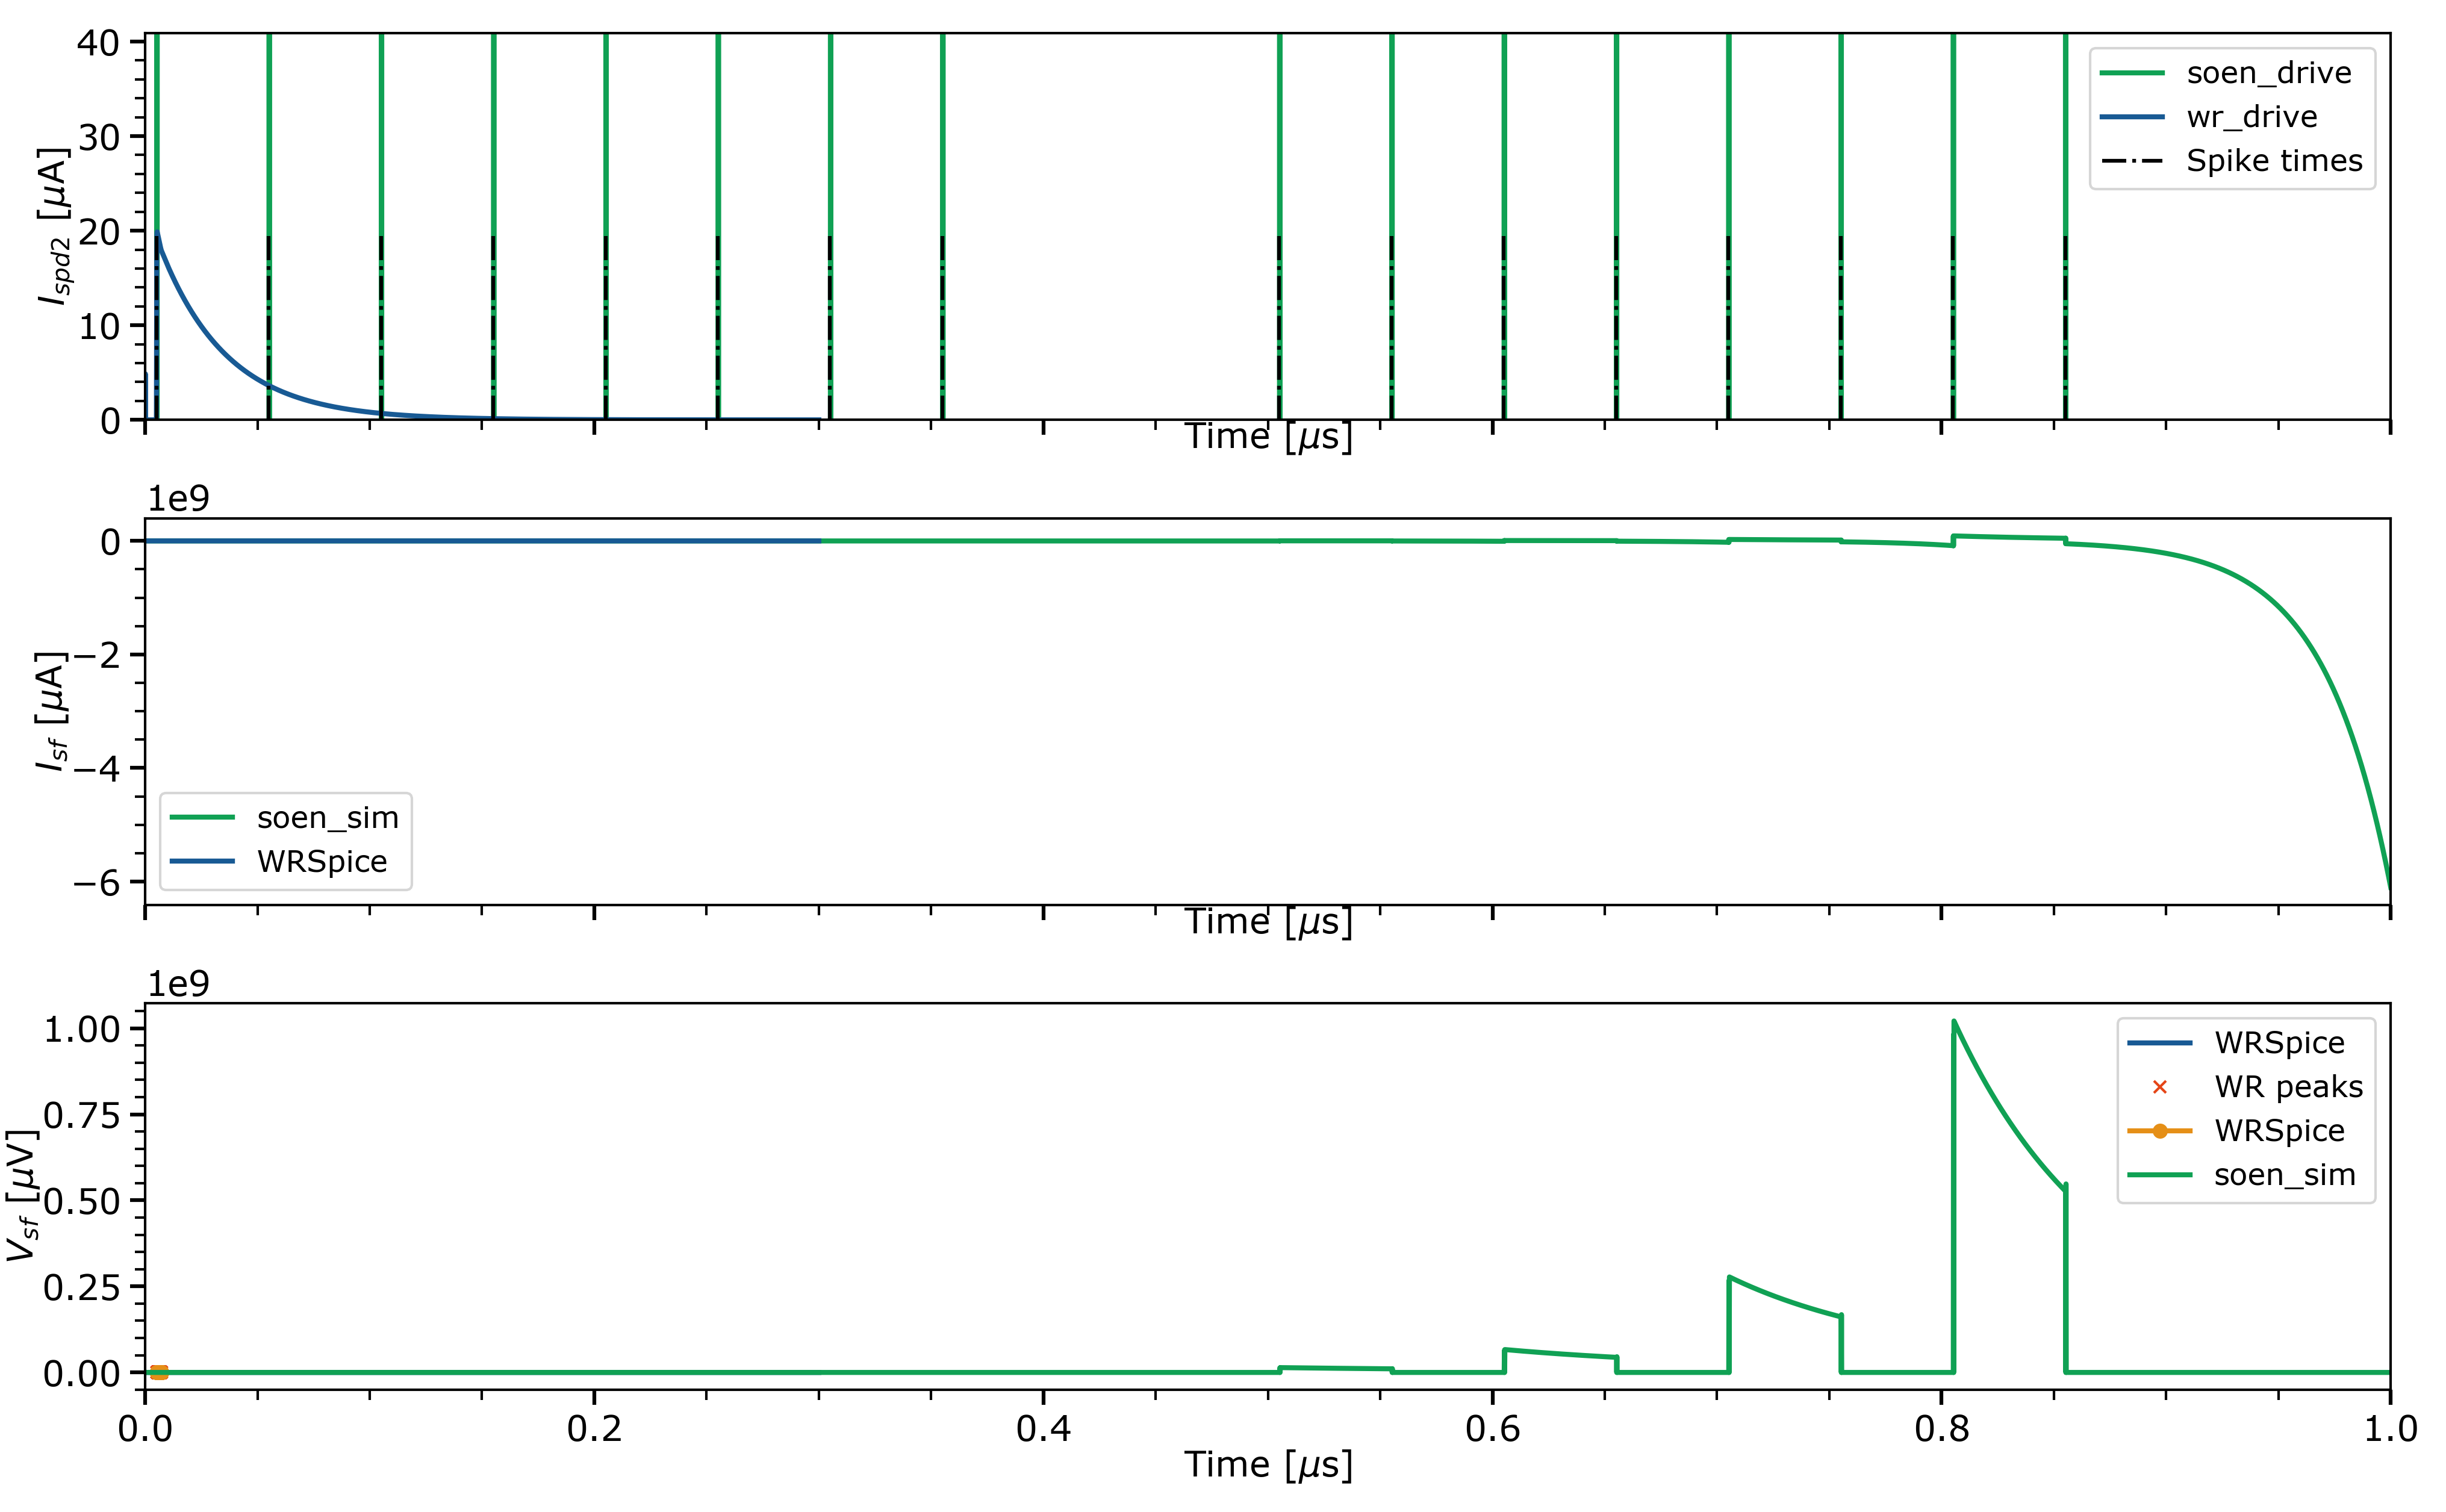 40
30
20
10
0
I_spd2 [μA]
soen_drive
wr_drive
Spike times
Time [μs]
1e9
0
−2
−4
−6
I_sf [μA]
soen_sim
WRSpice
Time [μs]
1e9
1.00
0.75
0.50
0.25
0.00
V_sf [μV]
WRSpice
WR peaks
WRSpice
soen_sim
0.0 0.2 0.4 0.6 0.8 1.0
Time [μs]